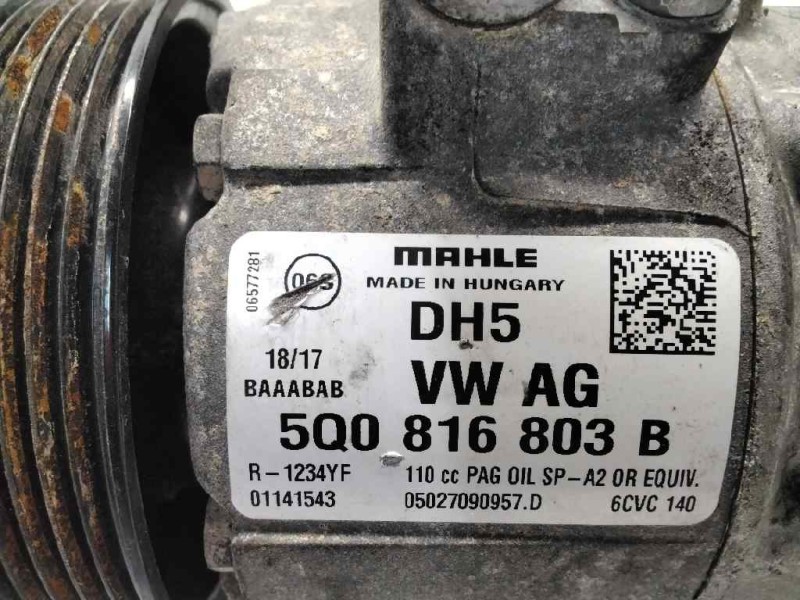 MAHLE
MADE IN HUNGARY
06577281
DH5
18/17
BAAABAB
VW AG
5Q0 816 803 B
R-1234YF
110 cc PAG OIL SP-A2 OR EQUIV.
01141543
05027090957.D
6CVC 140